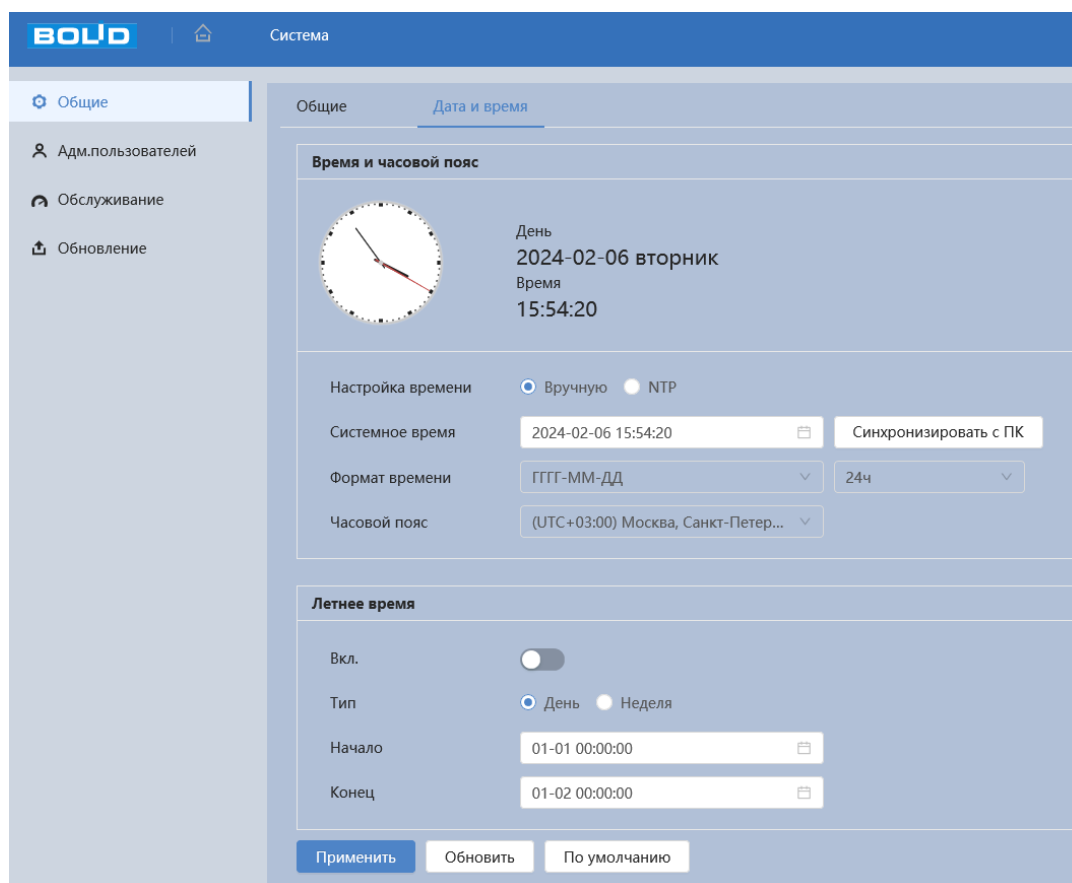 BOLID
Система
Общие
Адм.пользователей
Обслуживание
Обновление
Общие Дата и время
Время и часовой пояс
День
2024-02-06 вторник
Время
15:54:20
Настройка времени Вручную NTP
Системное время 2024-02-06 15:54:20 Синхронизировать с ПК
Формат времени ГГГГ-ММ-ДД 24ч
Часовой пояс (UTC+03:00) Москва, Санкт-Петер...
Летнее время
Вкл.
Тип День Неделя
Начало 01-01 00:00:00
Конец 01-02 00:00:00
Применить Обновить По умолчанию